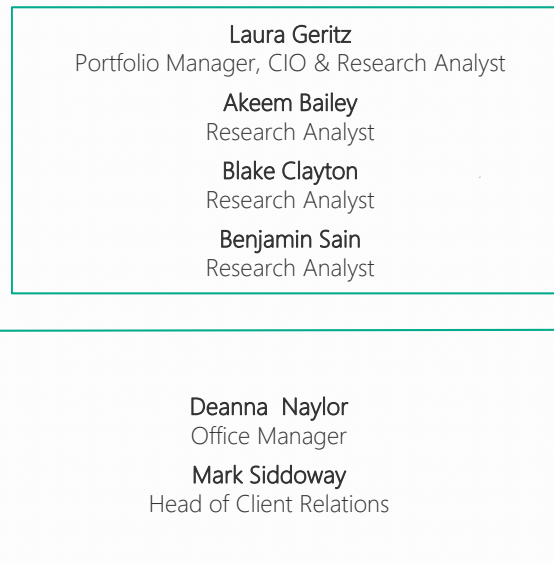 Laura Geritz
Portfolio Manager, CIO & Research Analyst
Akeem Bailey
Research Analyst
Blake Clayton
Research Analyst
Benjamin Sain
Research Analyst
Deanna  Naylor
Office Manager
Mark Siddoway
Head of Client Relations